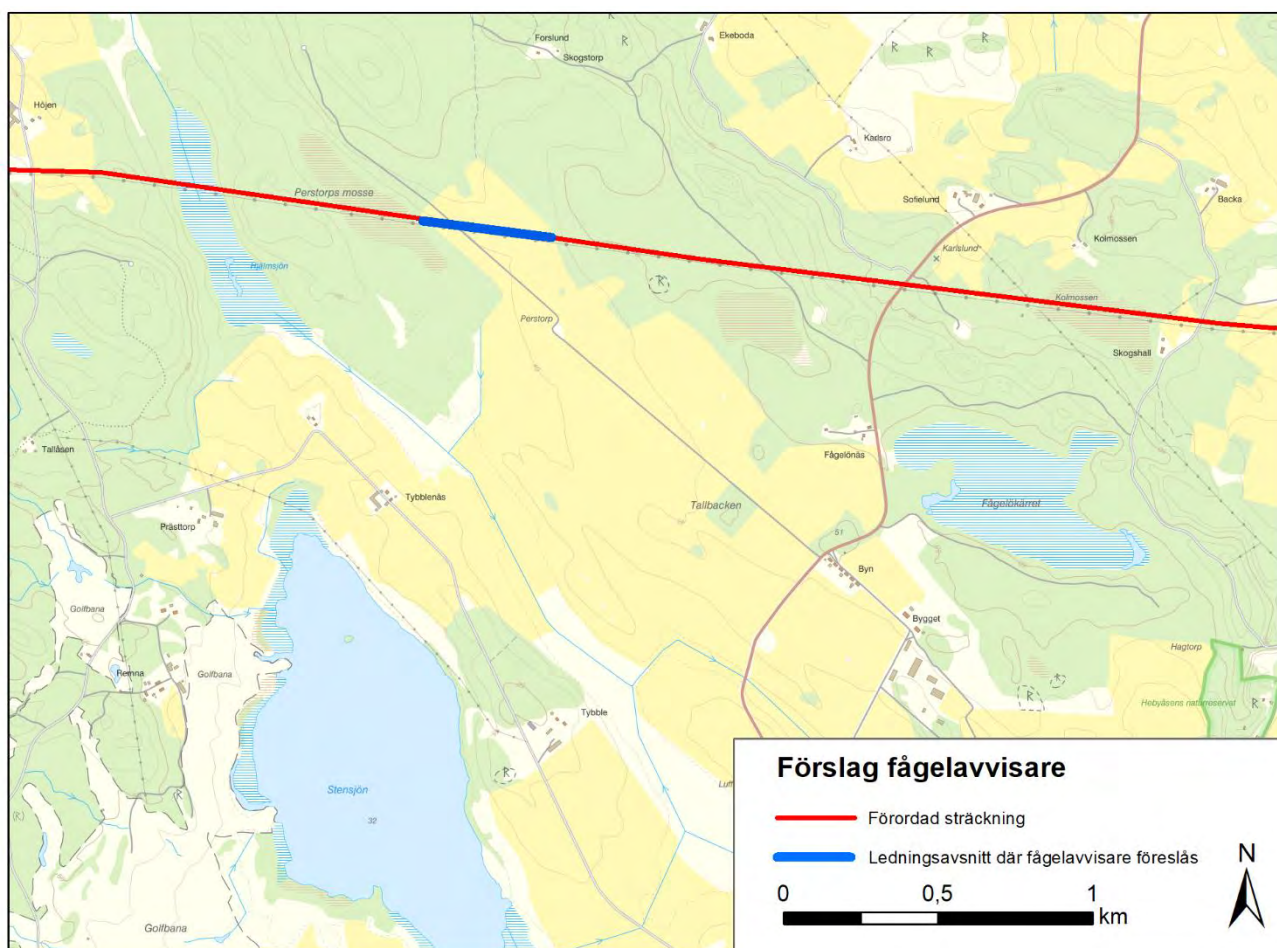 Forslund
Skogstorp
R
Ekeboda
R
R
R
Höjen
Karlsro
Perstorps mosse
Sofielund
Backa
Karlslund
Kolmossen
Hjälmsjön
R
Kolmossen
Perstorp
Skogshall
Tallåsen
Fågelönäs
Tybblenäs
Tallbacken
Fågelökärret
Prästtorp
51
Byn
Golfbana
Bygget
Hagtorp
Remna
Golfbana
R
R
Hebyåsens naturreservat
R
Tybble
R
Stensjön
R
(R)
32
Golfbana
Förslag fågelavvisare
Förordad sträckning
Ledningsavsnitt där fågelavvisare föreslås
N
0 0,5 1
km